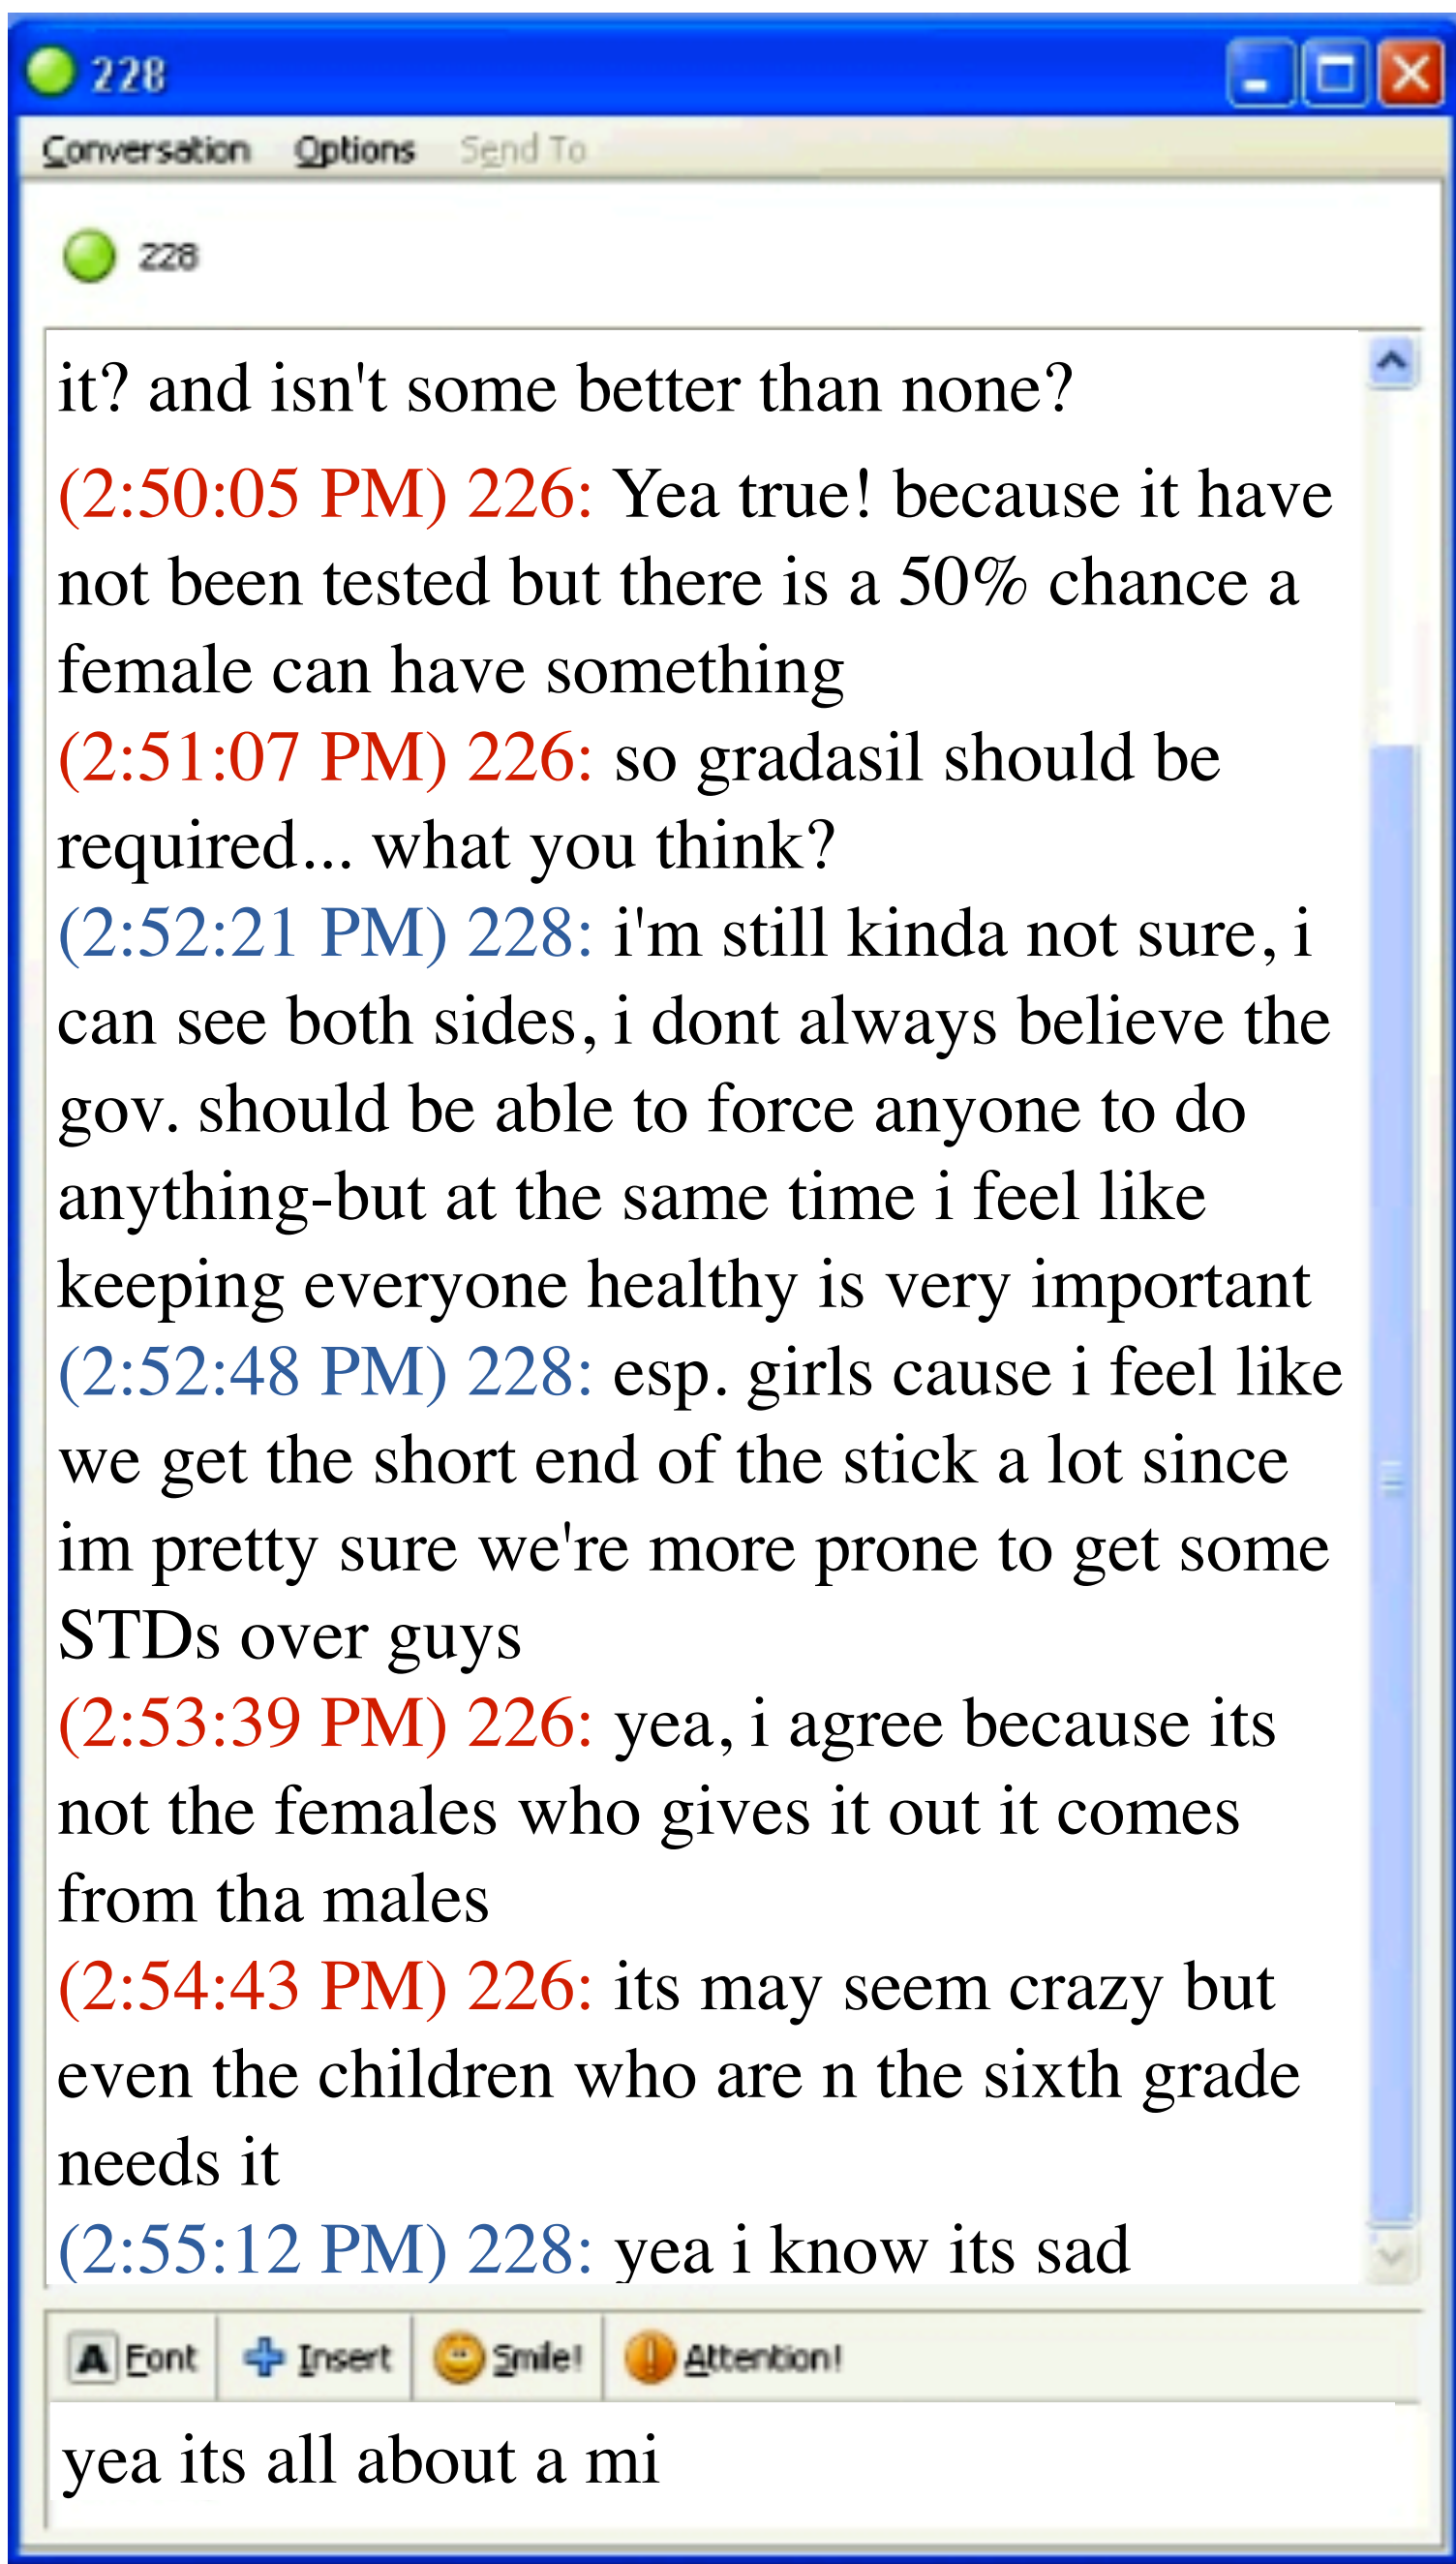 228
Conversation Options Send To
228
it? and isn't some better than none?
(2:50:05 PM) 226: Yea true! because it have
not been tested but there is a 50% chance a
female can have something
(2:51:07 PM) 226: so gradasil should be
required... what you think?
(2:52:21 PM) 228: i'm still kinda not sure, i
can see both sides, i dont always believe the
gov. should be able to force anyone to do
anything-but at the same time i feel like
keeping everyone healthy is very important
(2:52:48 PM) 228: esp. girls cause i feel like
we get the short end of the stick a lot since
im pretty sure we're more prone to get some
STDs over guys
(2:53:39 PM) 226: yea, i agree because its
not the females who gives it out it comes
from tha males
(2:54:43 PM) 226: its may seem crazy but
even the children who are n the sixth grade
needs it
(2:55:12 PM) 228: yea i know its sad
A Font Insert Smile! Attention!
yea its all about a mi